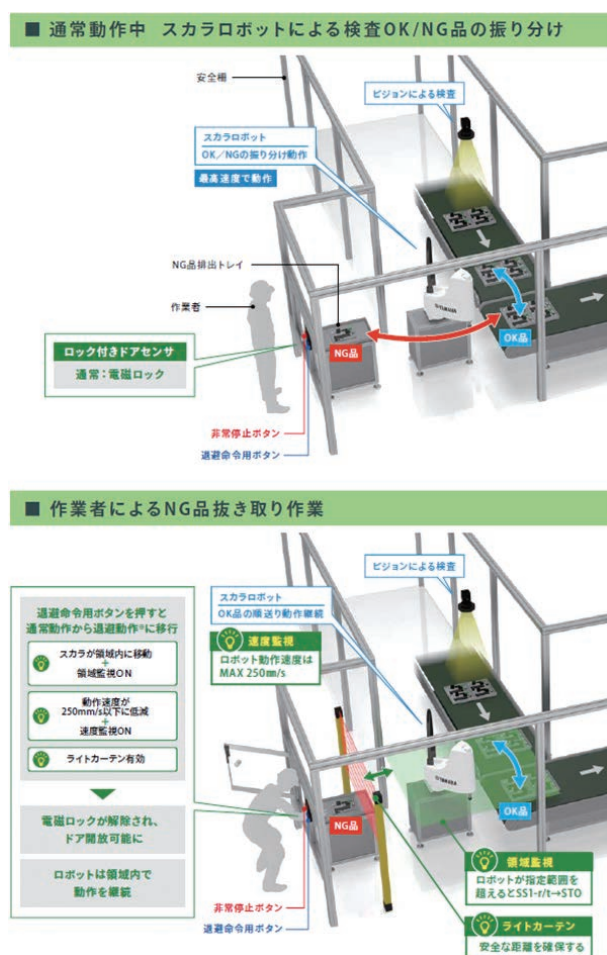 ■ 通常動作中 スカラロボットによる検査OK/NG品の振り分け
安全柵
ビジョンによる検査
スカラロボット
OK/NGの振り分け動作
最高速度で動作
NG品排出トレイ
作業者
YAMAHA
ロック付きドアセンサ
通常：電磁ロック
NG品
OK品
非常停止ボタン
退避命令用ボタン
■ 作業者によるNG品抜き取り作業
ビジョンによる検査
スカラロボット
OK品の順送り動作継続
退避命令用ボタンを押すと
通常動作から退避動作※に移行
速度監視
ロボット動作速度は
MAX 250mm/s
スカラが領域内に移動
+
領域監視ON
動作速度が
250mm/s以下に低減
+
速度監視ON
ライトカーテン有効
YAMAHA
電磁ロックが解除され、
ドア開放可能に
NG品
OK品
ロボットは領域内で
動作を継続
領域監視
ロボットが指定範囲を
超えるとSS1-r/t→STO
非常停止ボタン
退避命令用ボタン
ライトカーテン
安全な距離を確保する